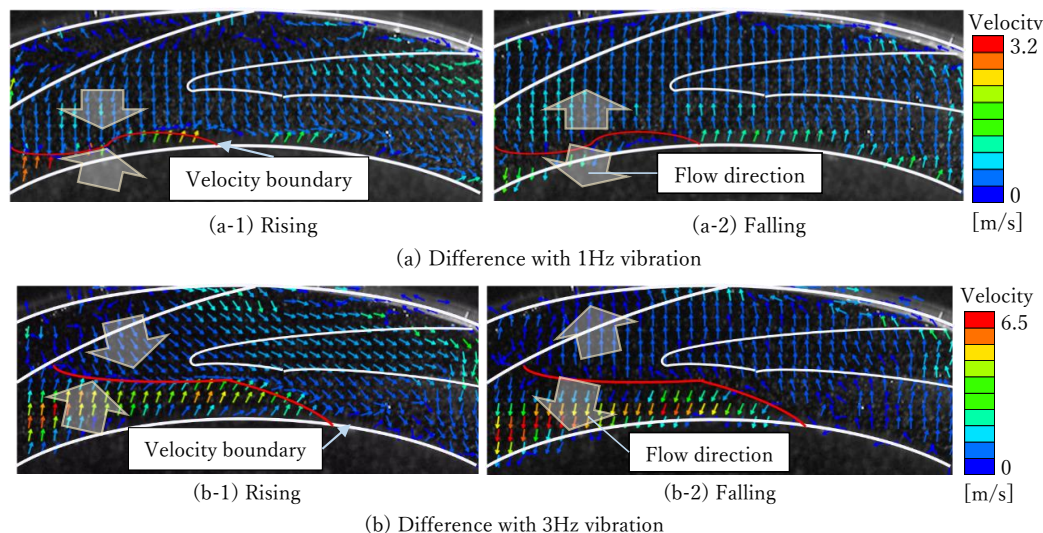 Velocity
3.2
0
[m/s]
Velocity boundary
Flow direction
(a-1) Rising
(a-2) Falling
(a) Difference with 1Hz vibration
Velocity
6.5
0
[m/s]
Velocity boundary
Flow direction
(b-1) Rising
(b-2) Falling
(b) Difference with 3Hz vibration